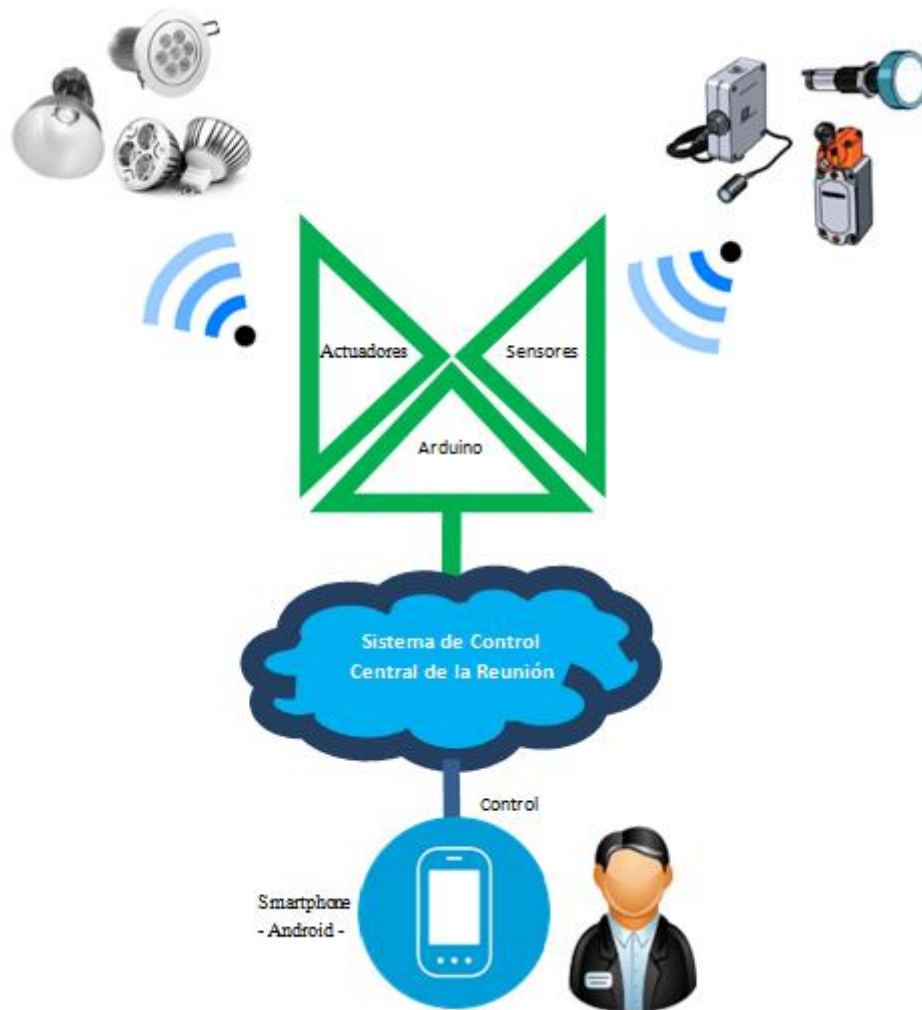 Actuadores
Sensores
Arduino
Sistema de Control
Central de la Reunión
Control
Smartphone
- Android -